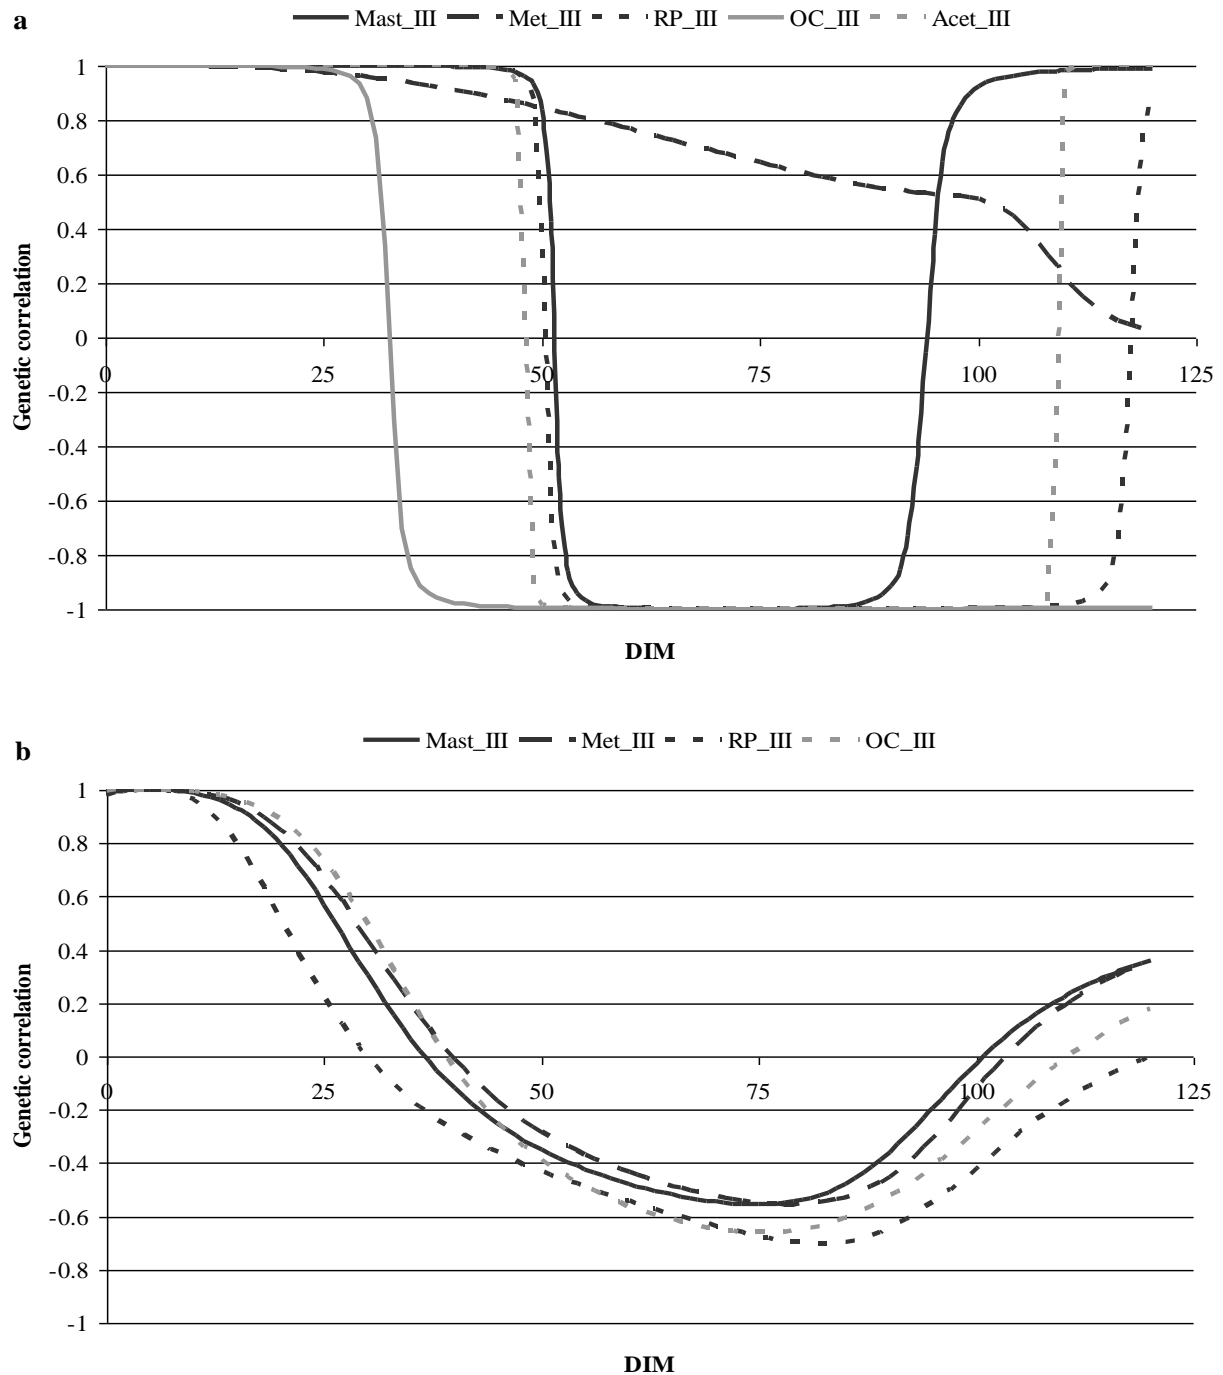 a
Mast_III Met_III RP_III OC_III Acet_III
1
0.8
0.6
0.4
0.2
0
-0.2
-0.4
-0.6
-0.8
-1
Genetic correlation
0 25 50 75 100 125
DIM
b
Mast_III Met_III RP_III OC_III
1
0.8
0.6
0.4
0.2
0
-0.2
-0.4
-0.6
-0.8
-1
Genetic correlation
0 25 50 75 100 125
DIM